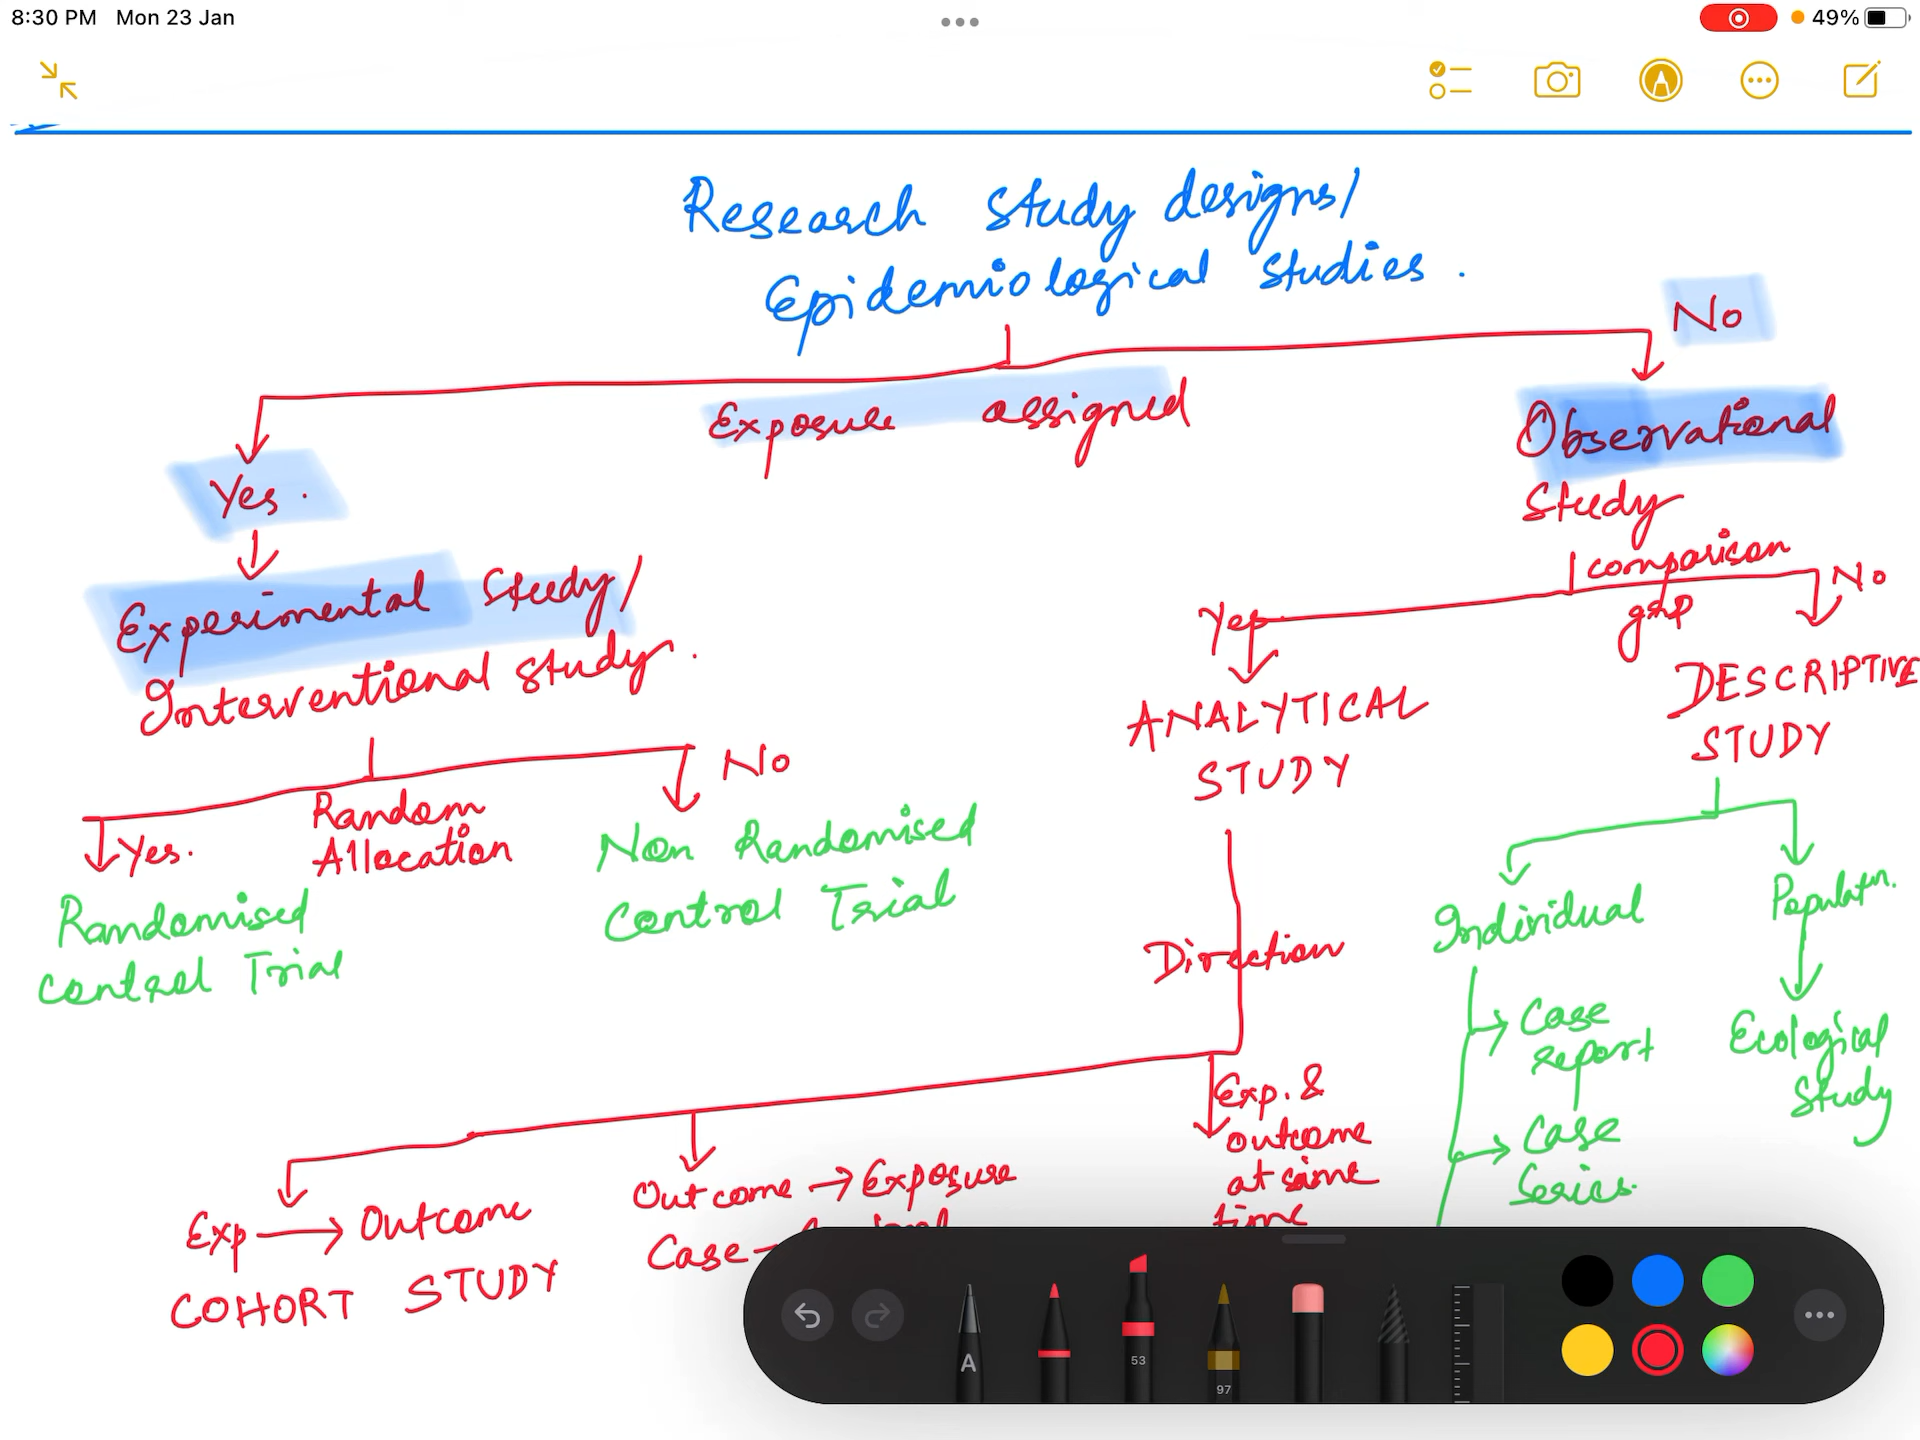 8:30 PM Mon 23 Jan
49%
Research study designs/
Epidemiological studies.
No
Exposure assigned
Observational
Study
Yes.
comparison
grp
No
Yes
Experimental Study/
Interventional study.
DESCRIPTIVE
STUDY
ANALYTICAL
STUDY
No
Random
Allocation
Yes.
Non Randomised
Control Trial
Randomised
Control Trial
Individual
Populatn.
Direction
Case
report
Ecological
Study
Exp. &
outcome
at same
time
Case
Series.
Outcome → Exposure
Case-
Exp → Outcome
COHORT STUDY
A
53
97